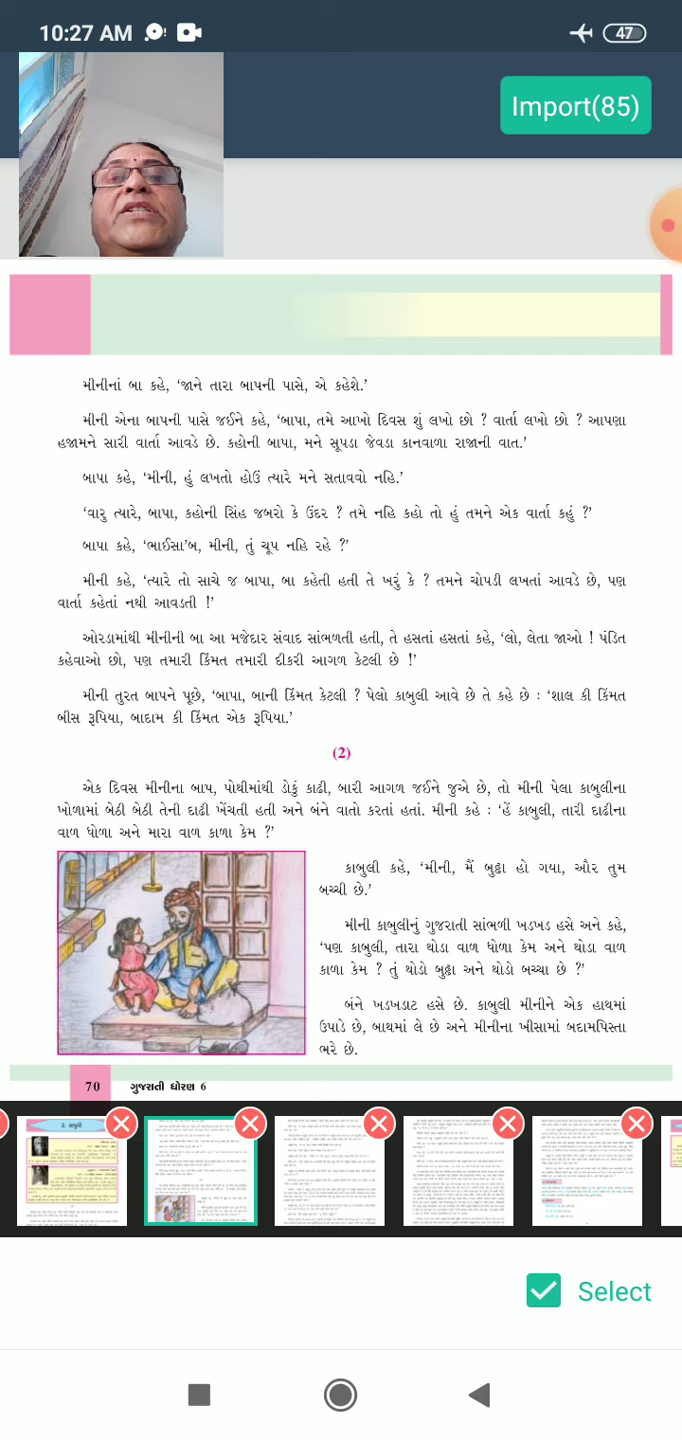 10:27 AM
47
Import(85)
મીનીનાં બા કહે, ‘જાને તારા બાપની પાસે, એ કહેશે.’
મીની એના બાપની પાસે જઈને કહે, ‘બાપા, તમે આખો દિવસ શું લખો છો ? વાર્તા લખો છો ? આપણા
હજામને સારી વાર્તા આવડે છે. કહોની બાપા, મને સૂપડા જેવડા કાનવાળા રાજાની વાત.’
બાપા કહે, ‘મીની, હું લખતો હોઉં ત્યારે મને સતાવવો નહિ.’
‘વારુ ત્યારે, બાપા, કહોની સિંહ જબરો કે ઉંદર ? તમે નહિ કહો તો હું તમને એક વાર્તા કહું ?’
બાપા કહે, ‘ભાઈસા’બ, મીની, તું ચૂપ નહિ રહે ?’
મીની કહે, ‘ત્યારે તો સાચે જ બાપા, બા કહેતી હતી તે ખરું કે ? તમને ચોપડી લખતાં આવડે છે, પણ
વાર્તા કહેતાં નથી આવડતી !’
ઓરડામાંથી મીનીની બા આ મજેદાર સંવાદ સાંભળતી હતી, તે હસતાં હસતાં કહે, ‘લો, લેતા જાઓ ! પંડિત
કહેવાઓ છો, પણ તમારી કિંમત તમારી દીકરી આગળ કેટલી છે !’
મીની તુરત બાપને પૂછે, ‘બાપા, બાની કિંમત કેટલી ? પેલો કાબુલી આવે છે તે કહે છે : ‘શાલ કી કિંમત
બીસ રૂપિયા, બાદામ કી કિંમત એક રૂપિયા.’
(2)
એક દિવસ મીનીના બાપ, પોથીમાંથી ડોકું કાઢી, બારી આગળ જઈને જુએ છે, તો મીની પેલા કાબુલીના
ખોળામાં બેઠી બેઠી તેની દાઢી ખેંચતી હતી અને બંને વાતો કરતાં હતાં. મીની કહે : ‘હેં કાબુલી, તારી દાઢીના
વાળ ધોળા અને મારા વાળ કાળા કેમ ?’
કાબુલી કહે, ‘મીની, મૈં બુઢ્ઢા હો ગયા, ઔર તુમ
બચ્ચી છે.’
મીની કાબુલીનું ગુજરાતી સાંભળી ખડખડ હસે અને કહે,
‘પણ કાબુલી, તારા થોડા વાળ ધોળા કેમ અને થોડા વાળ
કાળા કેમ ? તું થોડો બુઢ્ઢા અને થોડો બચ્ચા છે ?’
બંને ખડખડાટ હસે છે. કાબુલી મીનીને એક હાથમાં
ઉપાડે છે, બાથમાં લે છે અને મીનીના ખીસામાં બદામપિસ્તા
ભરે છે.
70 ગુજરાતી ધોરણ 6
2. કાબુલી
Select